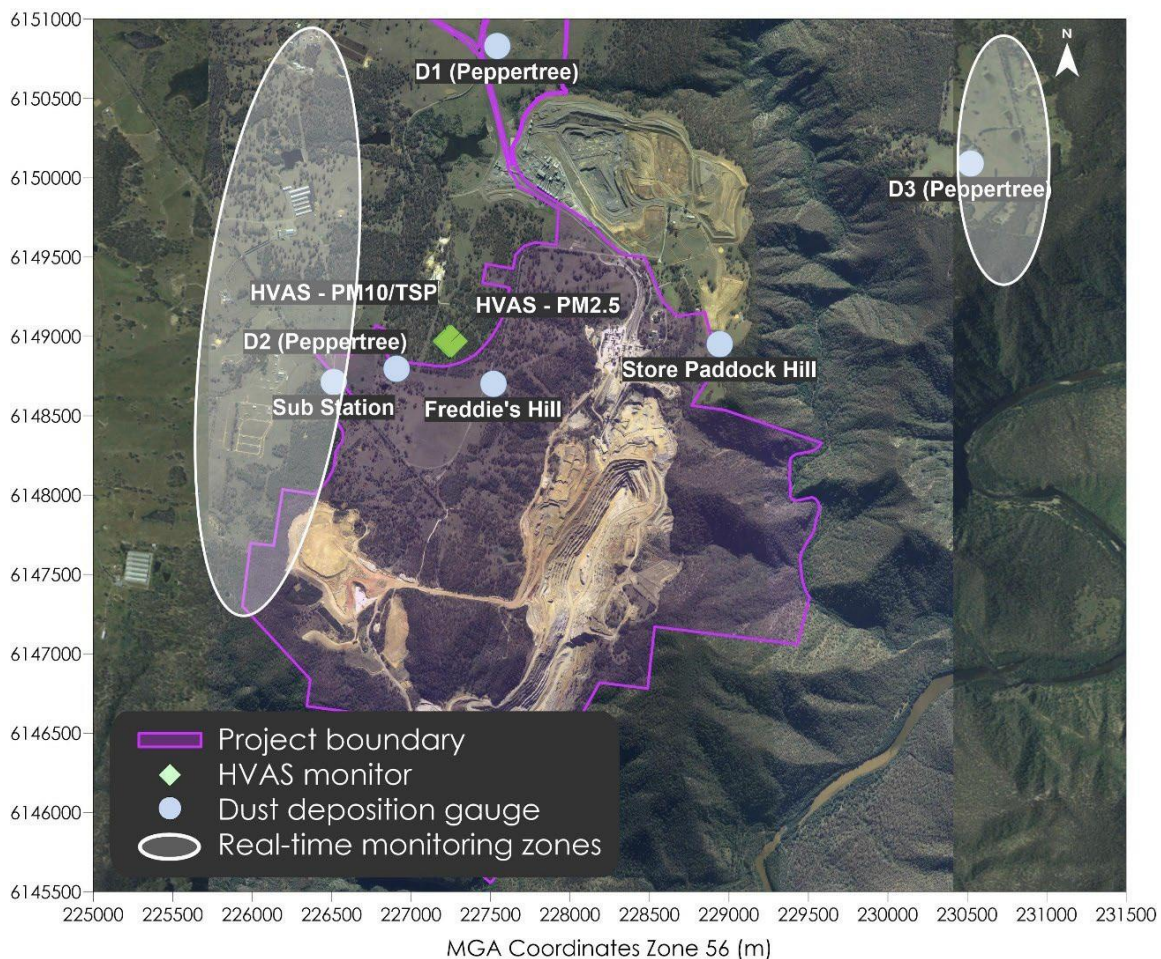 6151000
6150500
6150000
6149500
6149000
6148500
6148000
6147500
6147000
6146500
6146000
6145500
N
D1 (Peppertree)
D3 (Peppertree)
HVAS - PM10/TSP
HVAS - PM2.5
D2 (Peppertree)
Store Paddock Hill
Sub Station
Freddie's Hill
Project boundary
HVAS monitor
Dust deposition gauge
Real-time monitoring zones
225000 225500 226000 226500 227000 227500 228000 228500 229000 229500 230000 230500 231000 231500
MGA Coordinates Zone 56 (m)